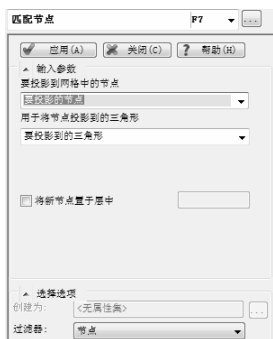 匹配节点 F7 ...
应用(A) 关闭(C) ? 帮助(H)
输入参数
要投影到网格中的节点
要投影的节点
用于将节点投影到的三角形
要投影到的三角形
将新节点置于层中
选择选项
创建为: <无属性集> ...
过滤器: 节点